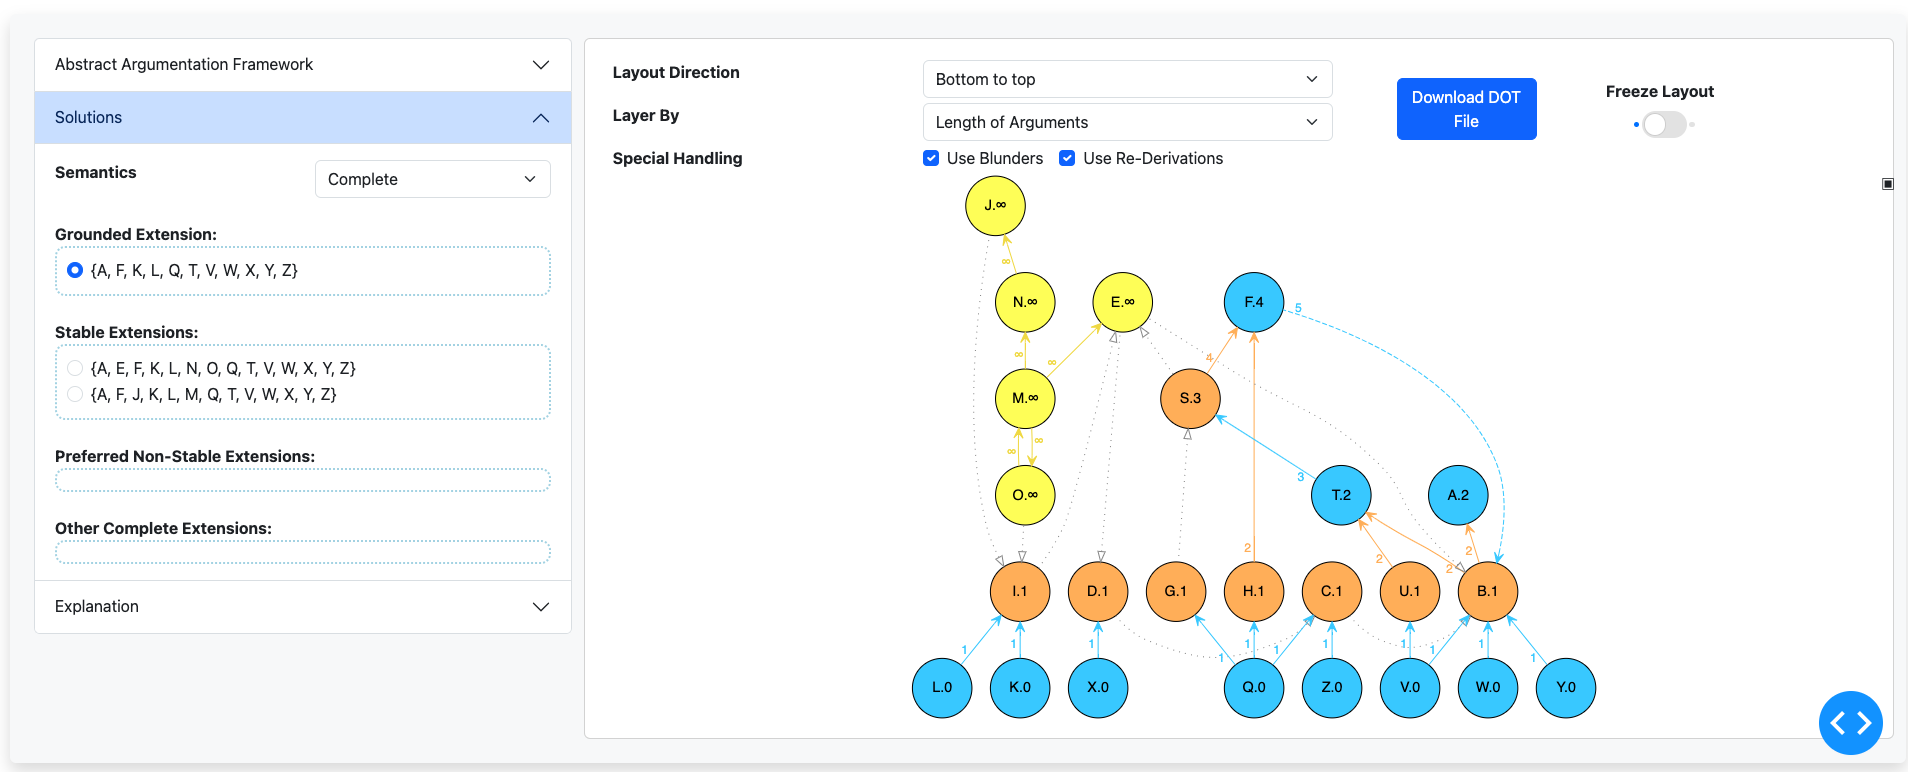 Abstract Argumentation Framework
Solutions
Semantics
Complete
Grounded Extension:
{A, F, K, L, Q, T, V, W, X, Y, Z}
Stable Extensions:
{A, E, F, K, L, N, O, Q, T, V, W, X, Y, Z}
{A, F, J, K, L, M, Q, T, V, W, X, Y, Z}
Preferred Non-Stable Extensions:
Other Complete Extensions:
Explanation
Layout Direction
Bottom to top
Layer By
Length of Arguments
Special Handling
Use Blunders
Use Re-Derivations
Download DOT
File
Freeze Layout
J.∞
∞
N.∞ E.∞ F.4
5
∞ ∞ 4
M.∞ S.3
∞ ∞
3
O.∞ T.2 A.2
2 2 2 2
I.1 D.1 G.1 H.1 C.1 U.1 B.1
1 1 1 1 1 1 1 1 1 1 1
L.0 K.0 X.0 Q.0 Z.0 V.0 W.0 Y.0